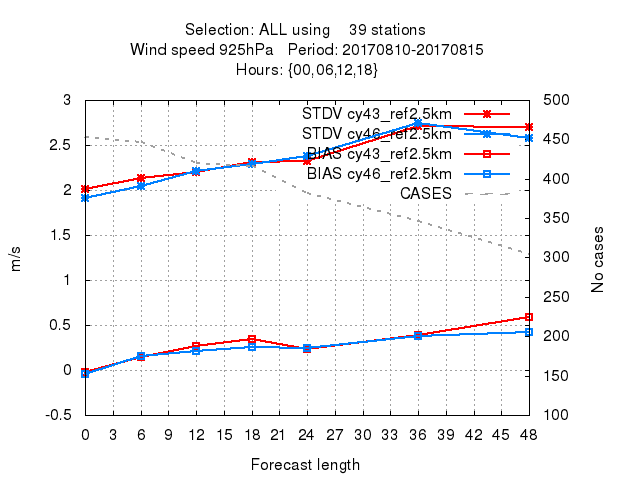 Selection: ALL using 39 stations
Wind speed 925hPa Period: 20170810-20170815
Hours: {00,06,12,18}
STDV cy43_ref2.5km
STDV cy46_ref2.5km
BIAS cy43_ref2.5km
BIAS cy46_ref2.5km
CASES
3
2.5
2
1.5
1
0.5
0
-0.5
m/s
500
450
400
350
300
250
200
150
100
No cases
0 3 6 9 12 15 18 21 24 27 30 33 36 39 42 45 48
Forecast length